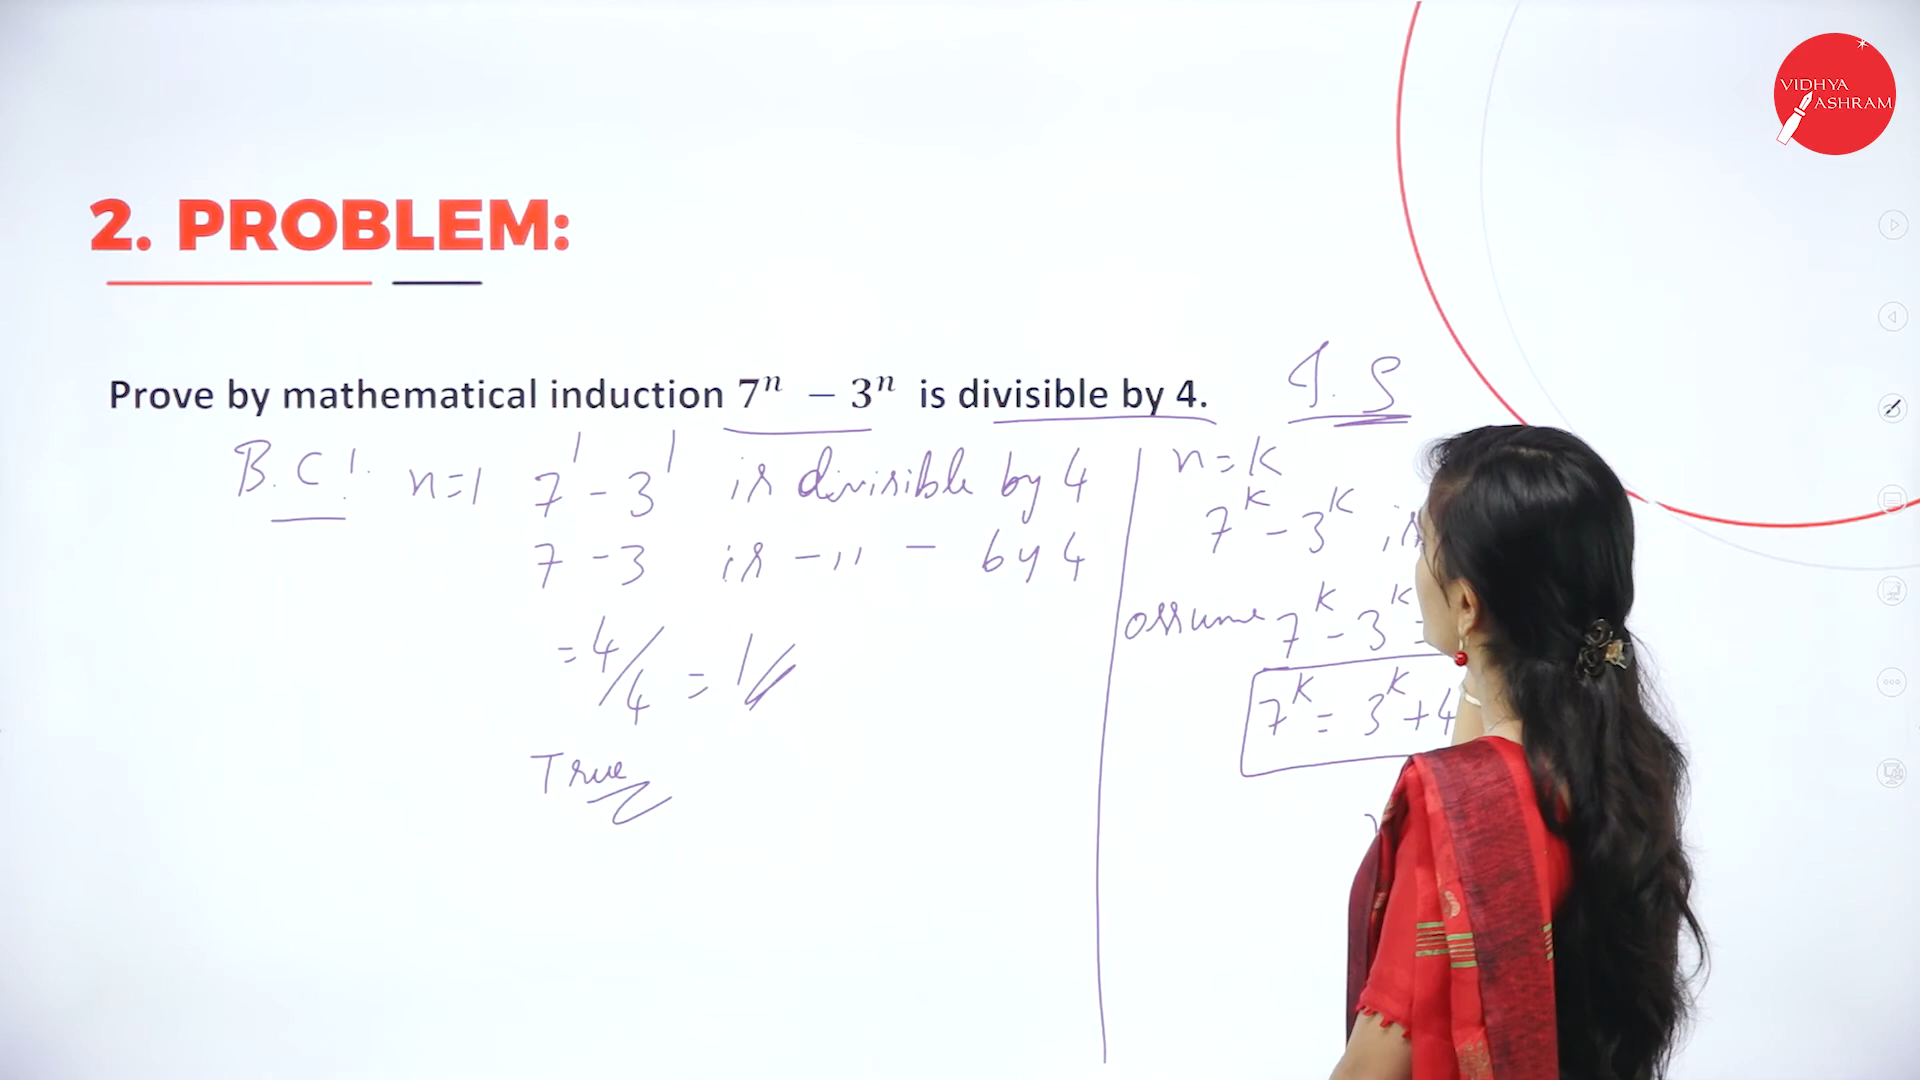 VIDHYA
ASHRAM
2. PROBLEM:
Prove by mathematical induction 7ⁿ − 3ⁿ is divisible by 4.
I.S
B.C! n=1 7¹ - 3¹ is divisible by 4
7 - 3 is -11- by 4
= 4/4 = 1
True
n=k
7ᵏ - 3ᵏ is
assume 7ᵏ - 3ᵏ =
7ᵏ = 3ᵏ + 4